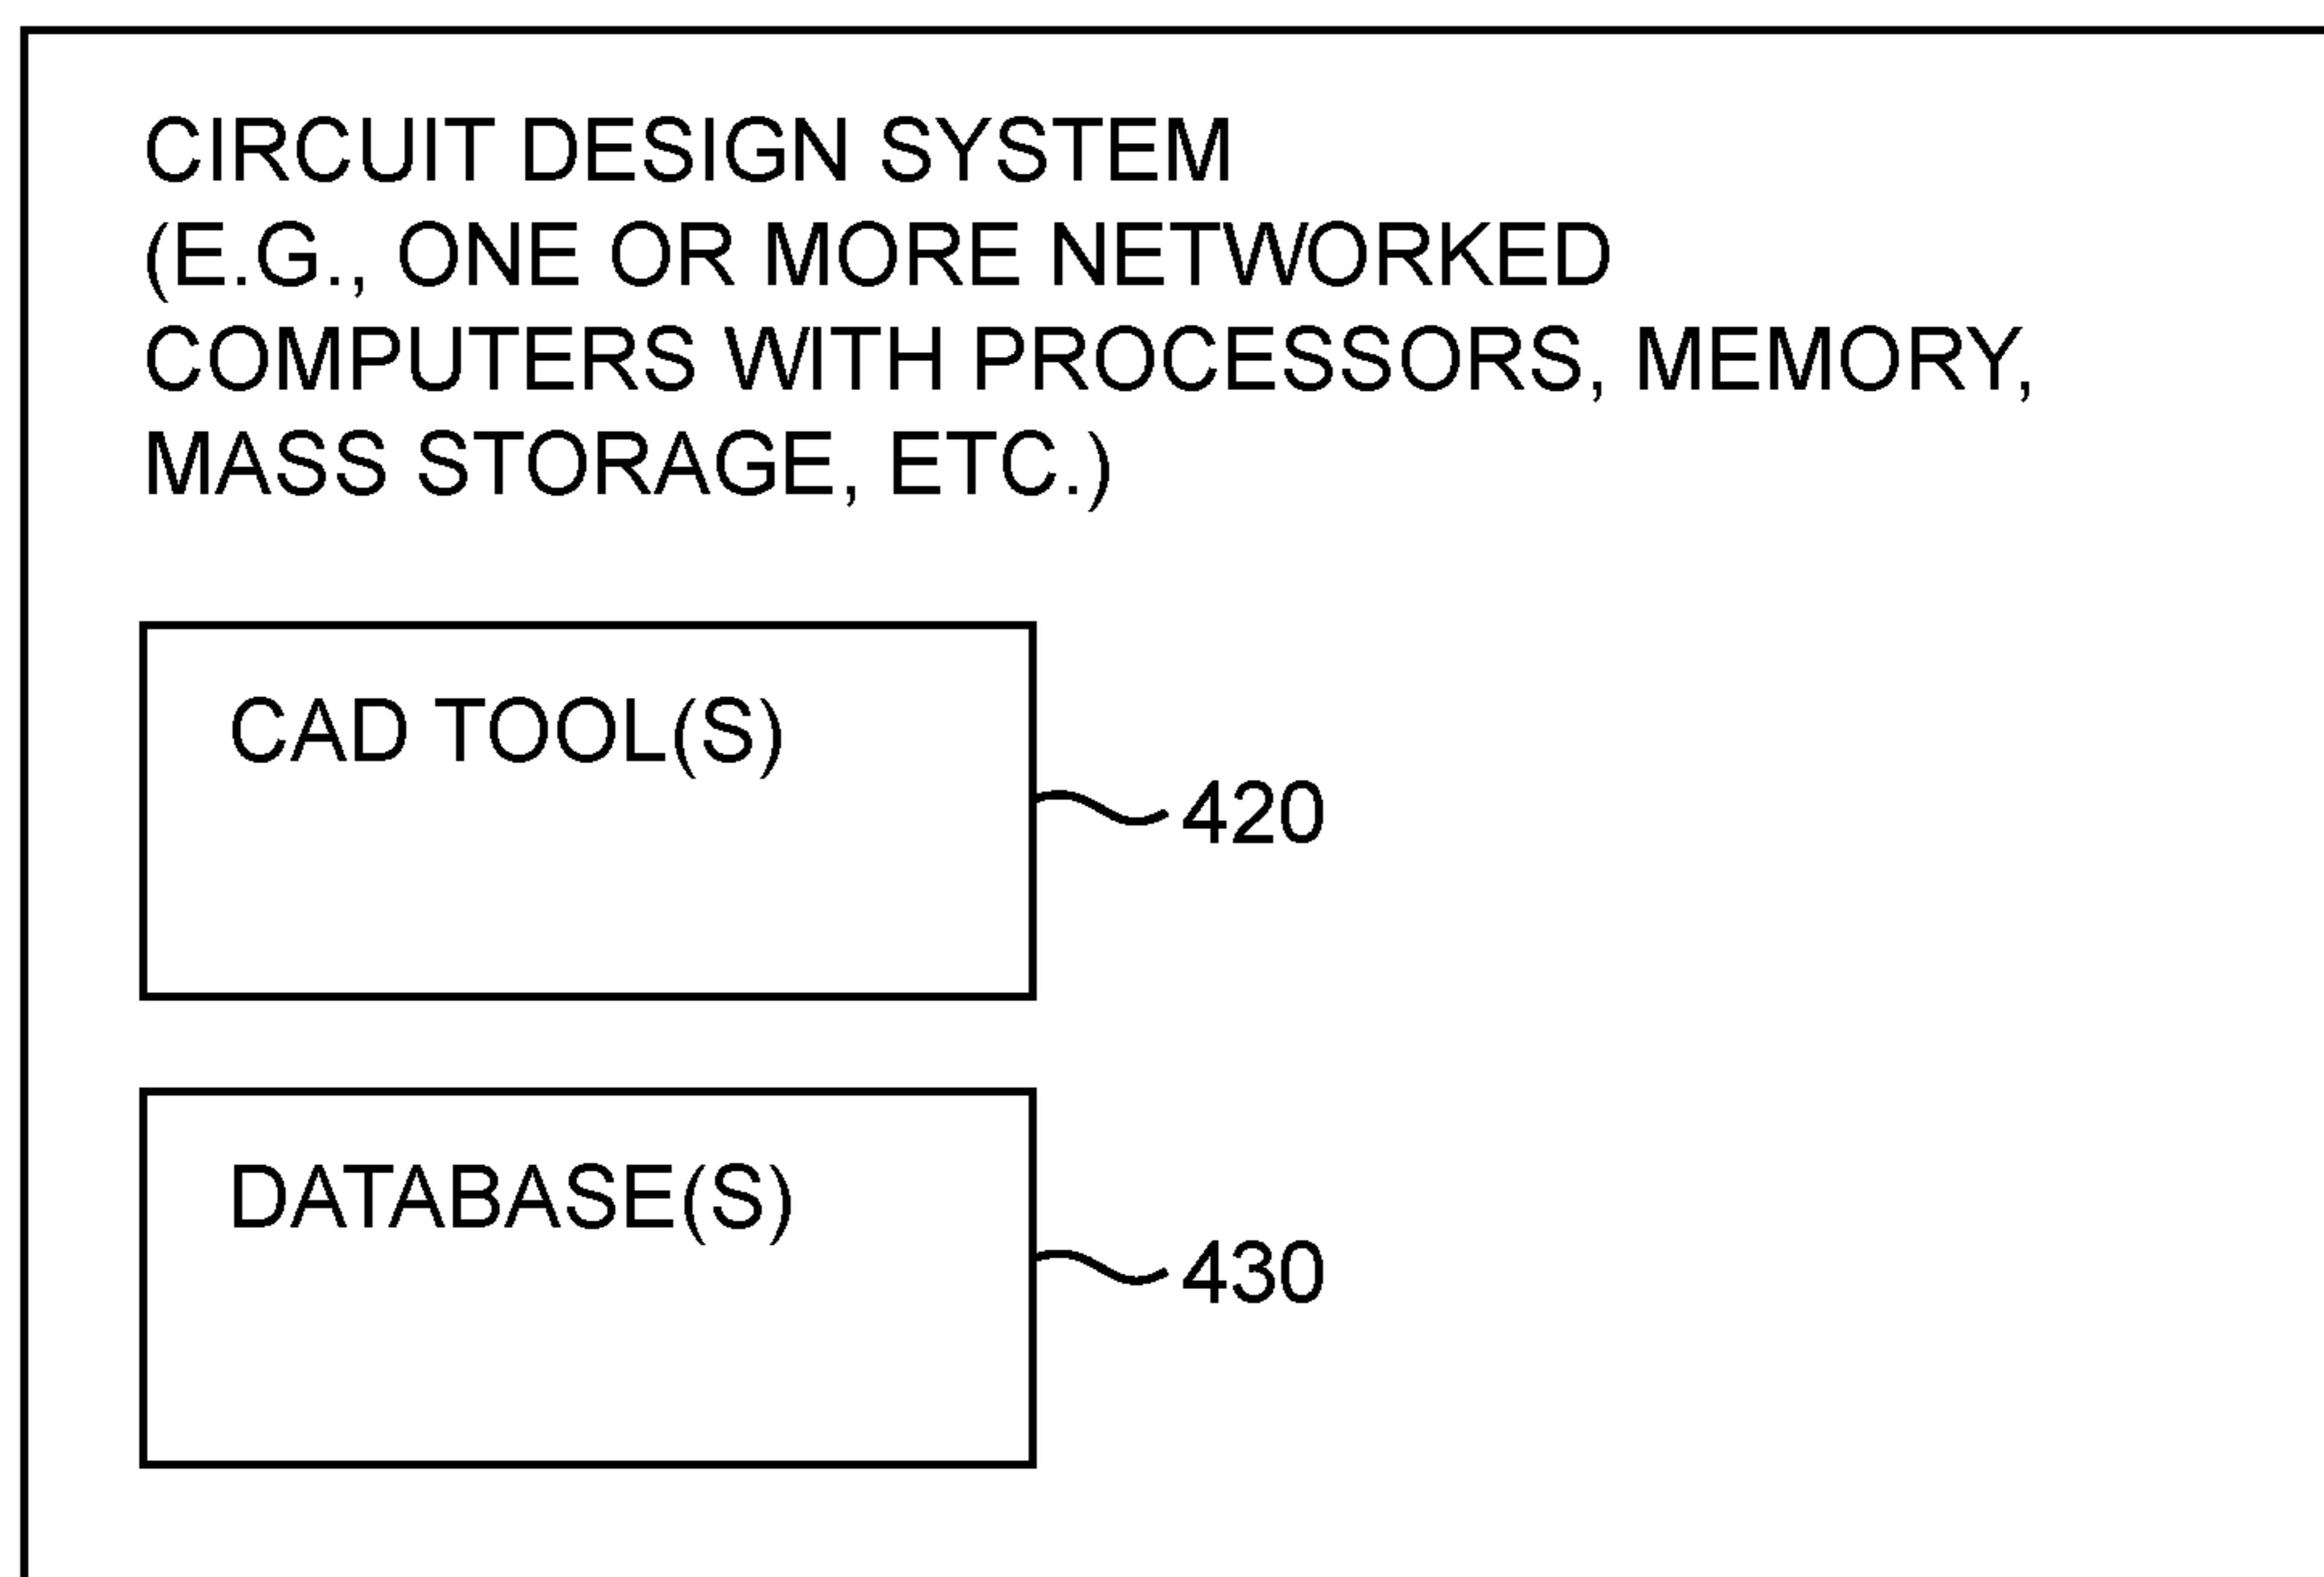 CIRCUIT DESIGN SYSTEM
(E.G., ONE OR MORE NETWORKED
COMPUTERS WITH PROCESSORS, MEMORY,
MASS STORAGE, ETC.)
CAD TOOL(S)
420
DATABASE(S)
430